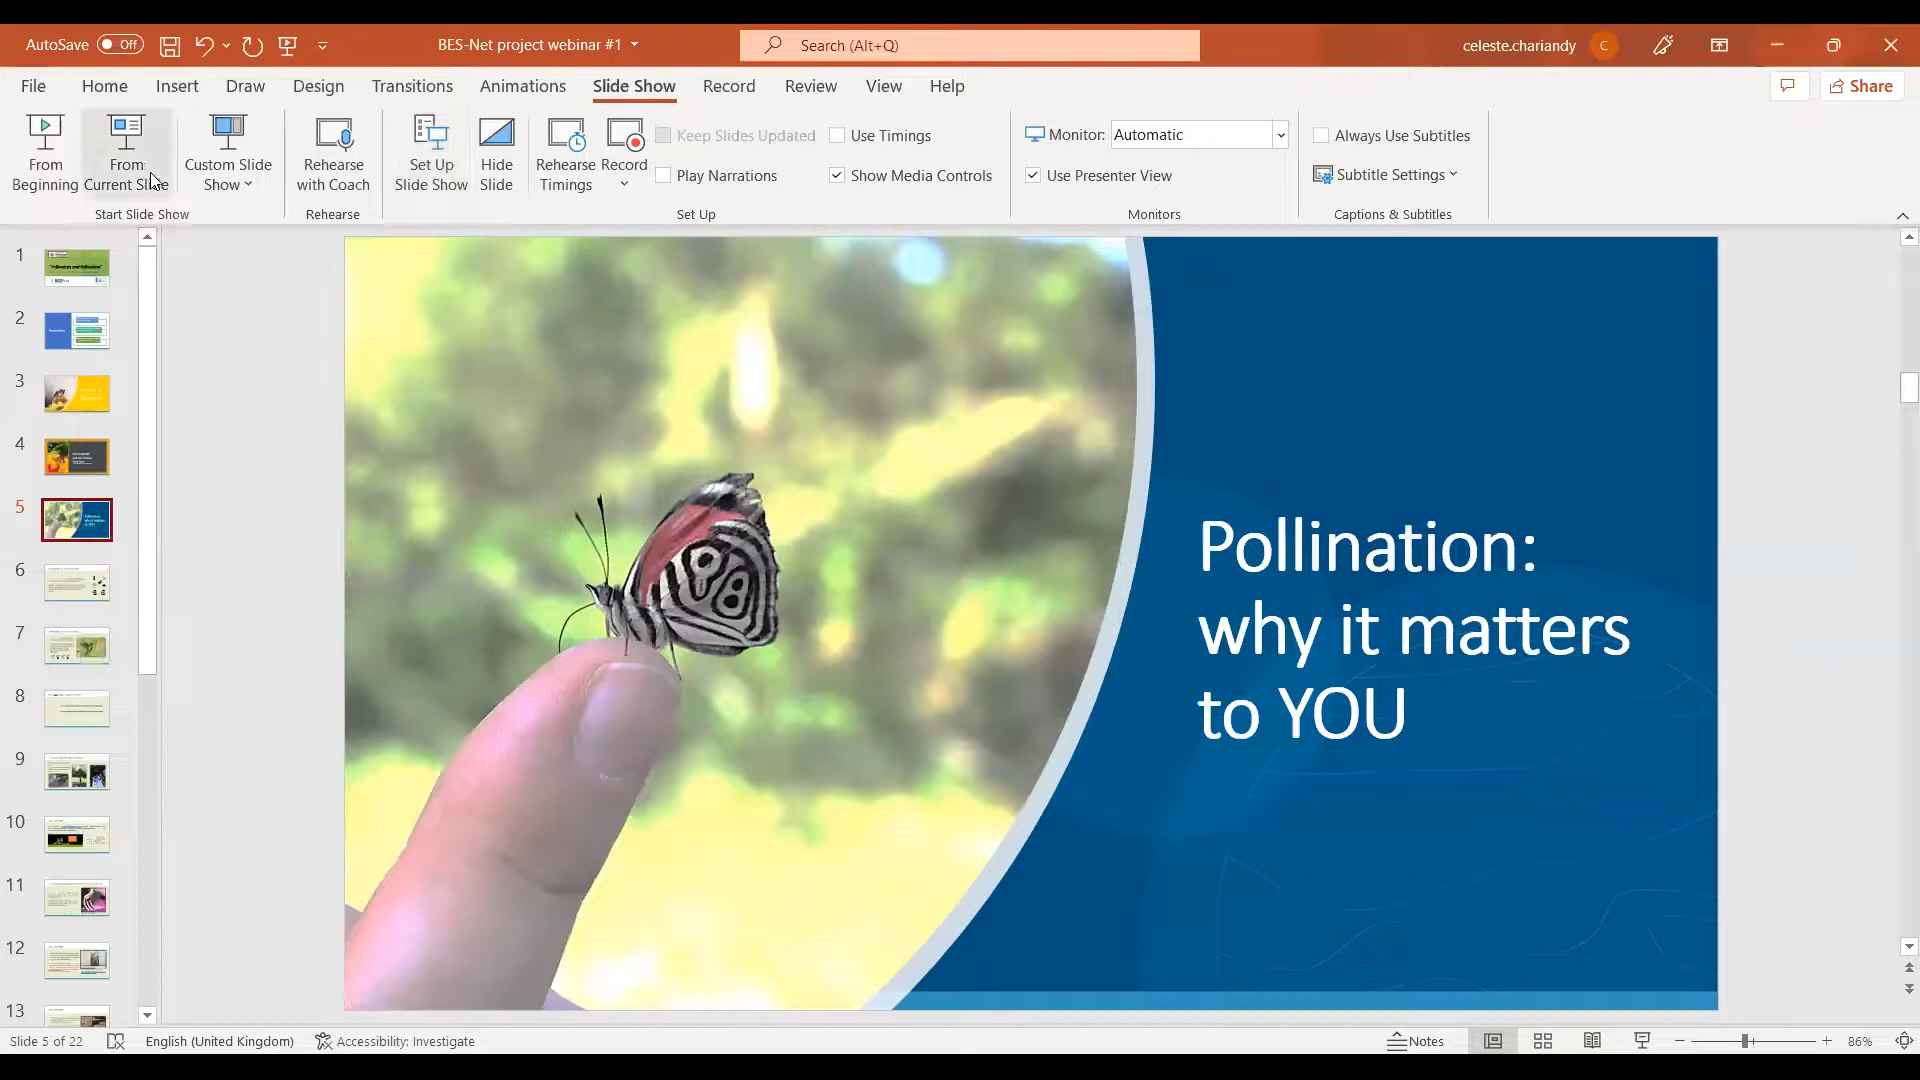 AutoSave Off BES-Net project webinar #1 Search (Alt+Q) celeste.chariandy C
File Home Insert Draw Design Transitions Animations Slide Show Record Review View Help Share
From Beginning
From Current Slide
Custom Slide Show
Rehearse with Coach
Set Up Slide Show
Hide Slide
Rehearse Timings
Record
Keep Slides Updated
Play Narrations
Use Timings
Show Media Controls
Monitor: Automatic
Use Presenter View
Always Use Subtitles
Subtitle Settings
Start Slide Show Rehearse Set Up Monitors Captions & Subtitles
1
2
3
4
5
6
7
8
9
10
11
12
13
Pollination:
why it matters
to YOU
Slide 5 of 22 English (United Kingdom) Accessibility: Investigate Notes 86%